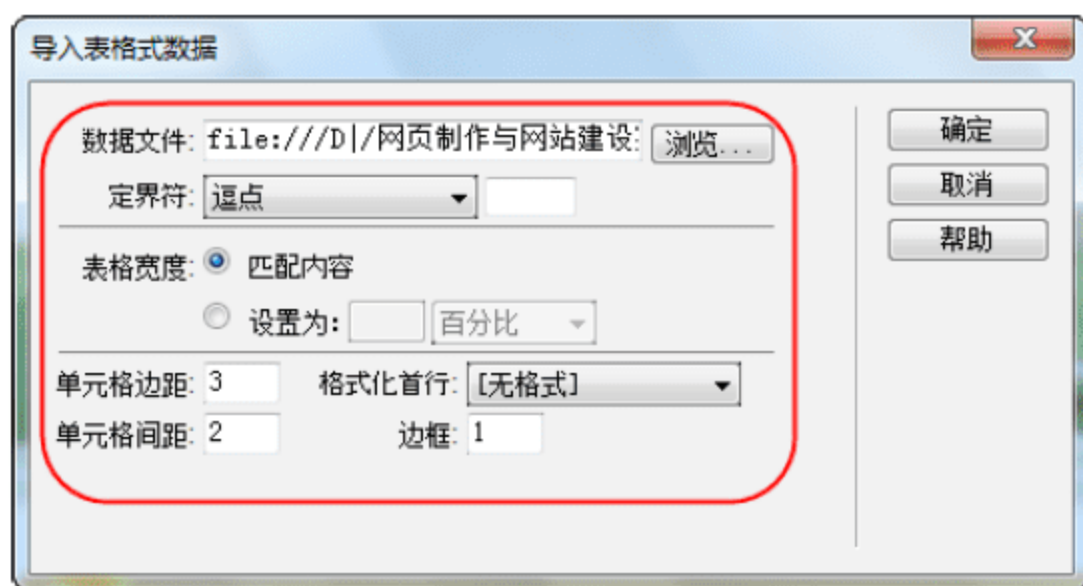 导入表格式数据
数据文件: file:///D|/网页制作与网站建设 浏览...
确定
定界符: 逗点
取消
表格宽度: 匹配内容
帮助
设置为: 百分比
单元格边距: 3 格式化首行: [无格式]
单元格间距: 2 边框: 1